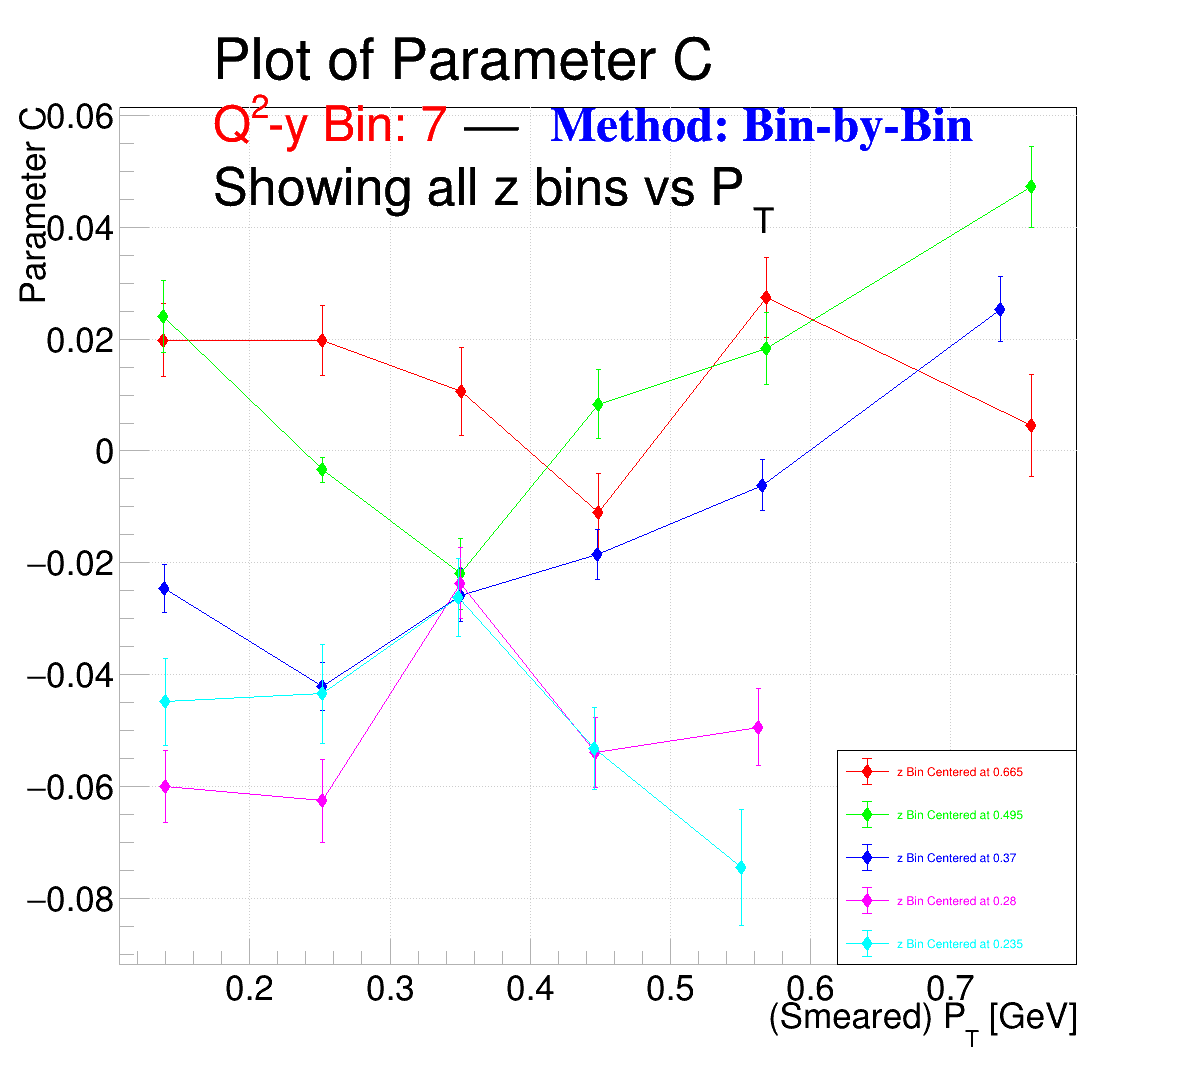 Plot of Parameter C
Q²-y Bin: 7 — Method: Bin-by-Bin
Showing all z bins vs P_T
Parameter C
0.06
0.04
0.02
0
−0.02
−0.04
−0.06
−0.08
z Bin Centered at 0.665
z Bin Centered at 0.495
z Bin Centered at 0.37
z Bin Centered at 0.28
z Bin Centered at 0.235
0.2 0.3 0.4 0.5 0.6 0.7
(Smeared) P_T [GeV]